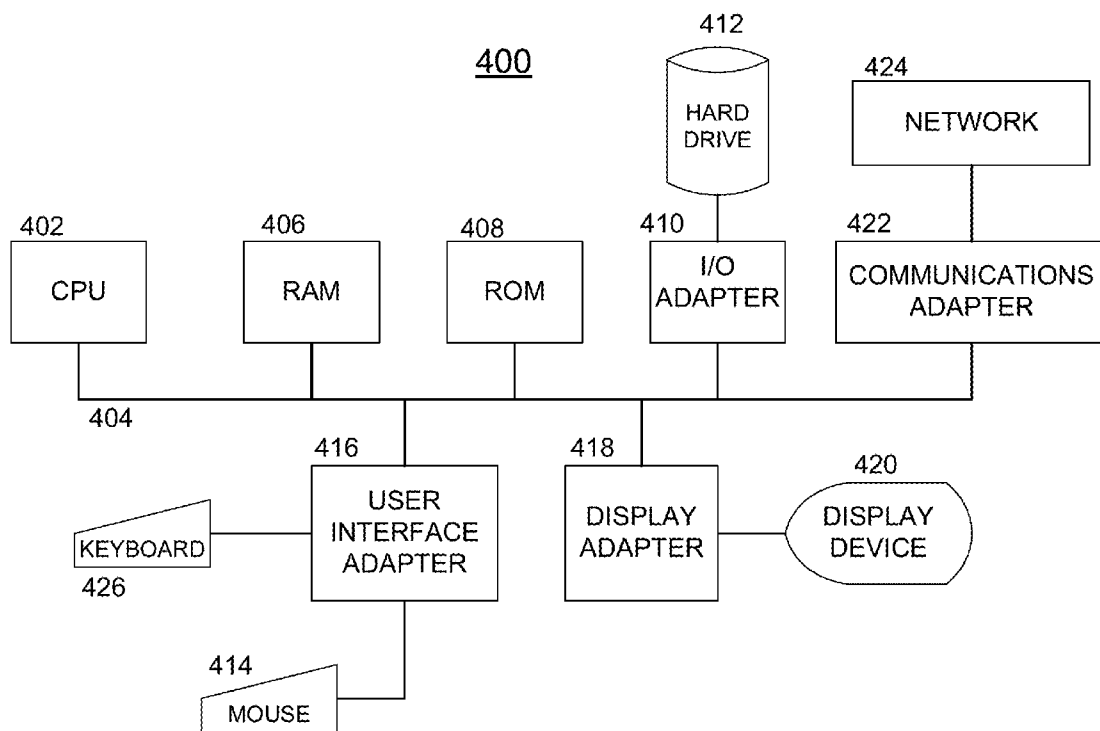 400
412
HARD
DRIVE
424
NETWORK
402
CPU
406
RAM
408
ROM
410
I/O
ADAPTER
422
COMMUNICATIONS
ADAPTER
404
416
USER
INTERFACE
ADAPTER
418
DISPLAY
ADAPTER
420
DISPLAY
DEVICE
KEYBOARD
426
414
MOUSE